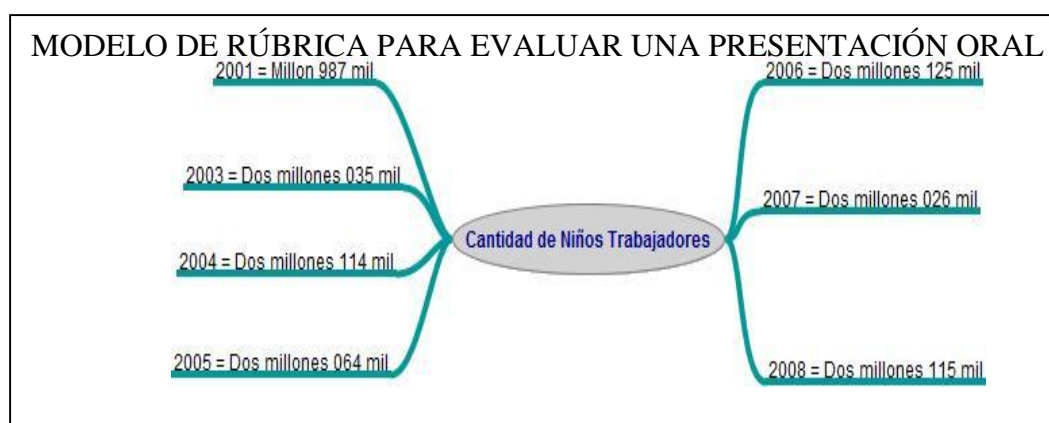 MODELO DE RÚBRICA PARA EVALUAR UNA PRESENTACIÓN ORAL
2001 = Millon 987 mil
2003 = Dos millones 035 mil
2004 = Dos millones 114 mil
2005 = Dos millones 064 mil
Cantidad de Niños Trabajadores
2006 = Dos millones 125 mil
2007 = Dos millones 026 mil
2008 = Dos millones 115 mil